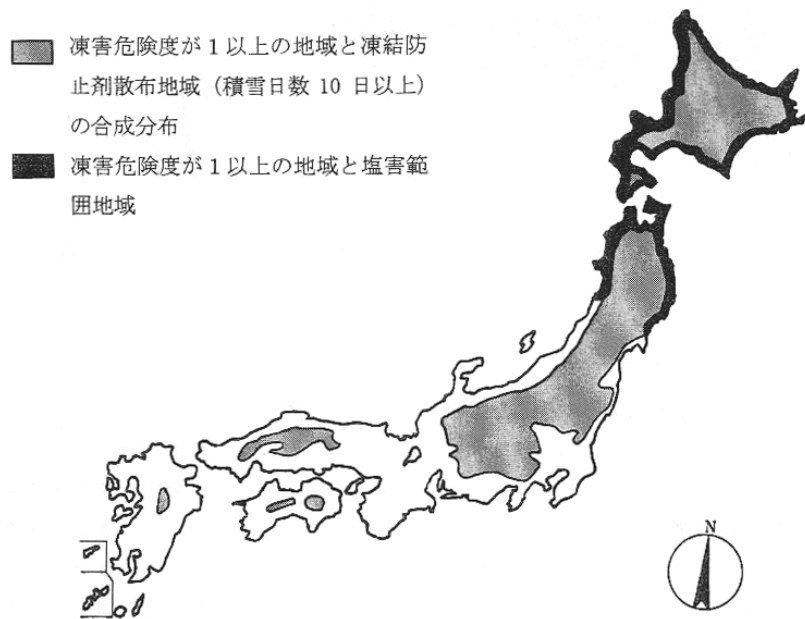 凍害危険度が1以上の地域と凍結防
止剤散布地域（積雪日数 10 日以上）
の合成分布
凍害危険度が1以上の地域と塩害範
囲地域
N